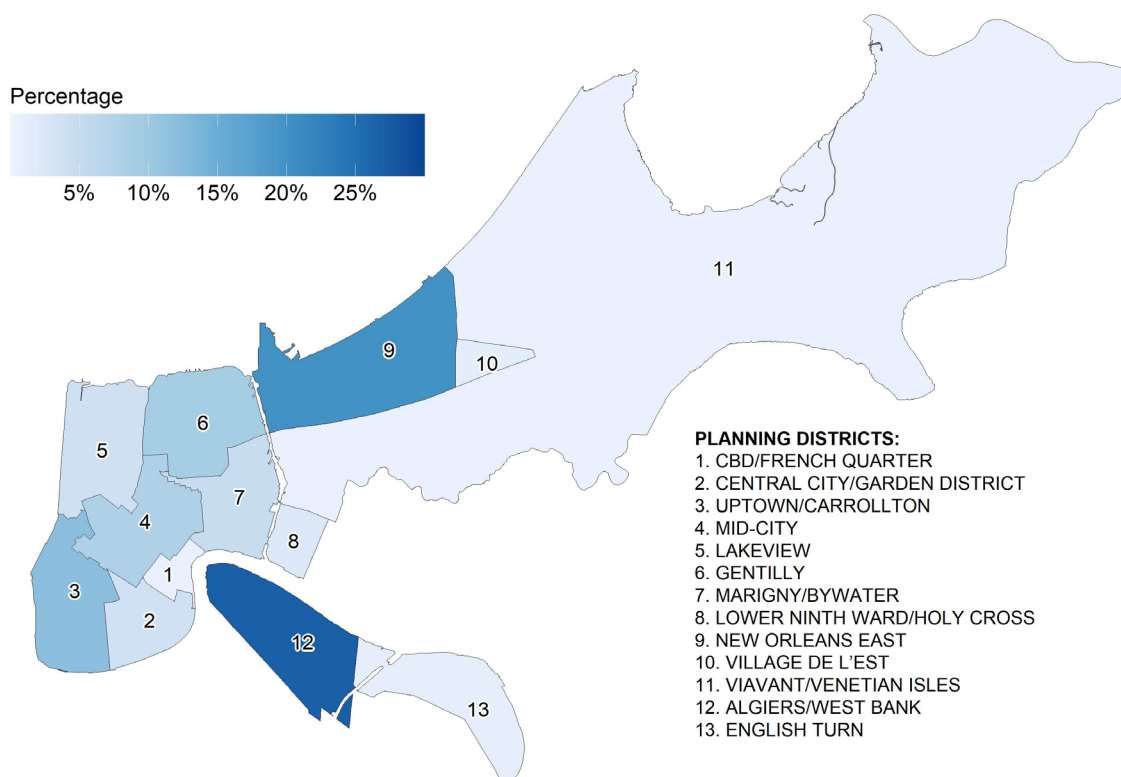 Percentage
5% 10% 15% 20% 25%
11
9
10
6
5
7
4
8
1
3
2
12
13
PLANNING DISTRICTS:
1. CBD/FRENCH QUARTER
2. CENTRAL CITY/GARDEN DISTRICT
3. UPTOWN/CARROLLTON
4. MID-CITY
5. LAKEVIEW
6. GENTILLY
7. MARIGNY/BYWATER
8. LOWER NINTH WARD/HOLY CROSS
9. NEW ORLEANS EAST
10. VILLAGE DE L'EST
11. VIAVANT/VENETIAN ISLES
12. ALGIERS/WEST BANK
13. ENGLISH TURN